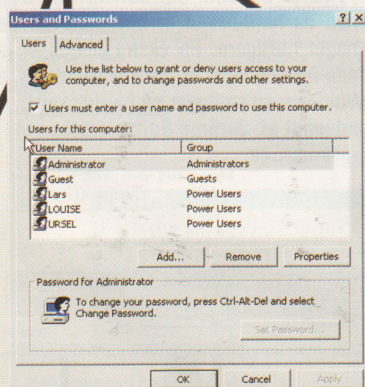 Users and Passwords
Users Advanced
Use the list below to grant or deny users access to your
computer, and to change passwords and other settings.
Users must enter a user name and password to use this computer.
Users for this computer:
User Name Group
Administrator Administrators
Guest Guests
Lars Power Users
LOUISE Power Users
URSEL Power Users
Add... Remove Properties
Password for Administrator
To change your password, press Ctrl-Alt-Del and select
Change Password.
Set Password...
OK Cancel Apply